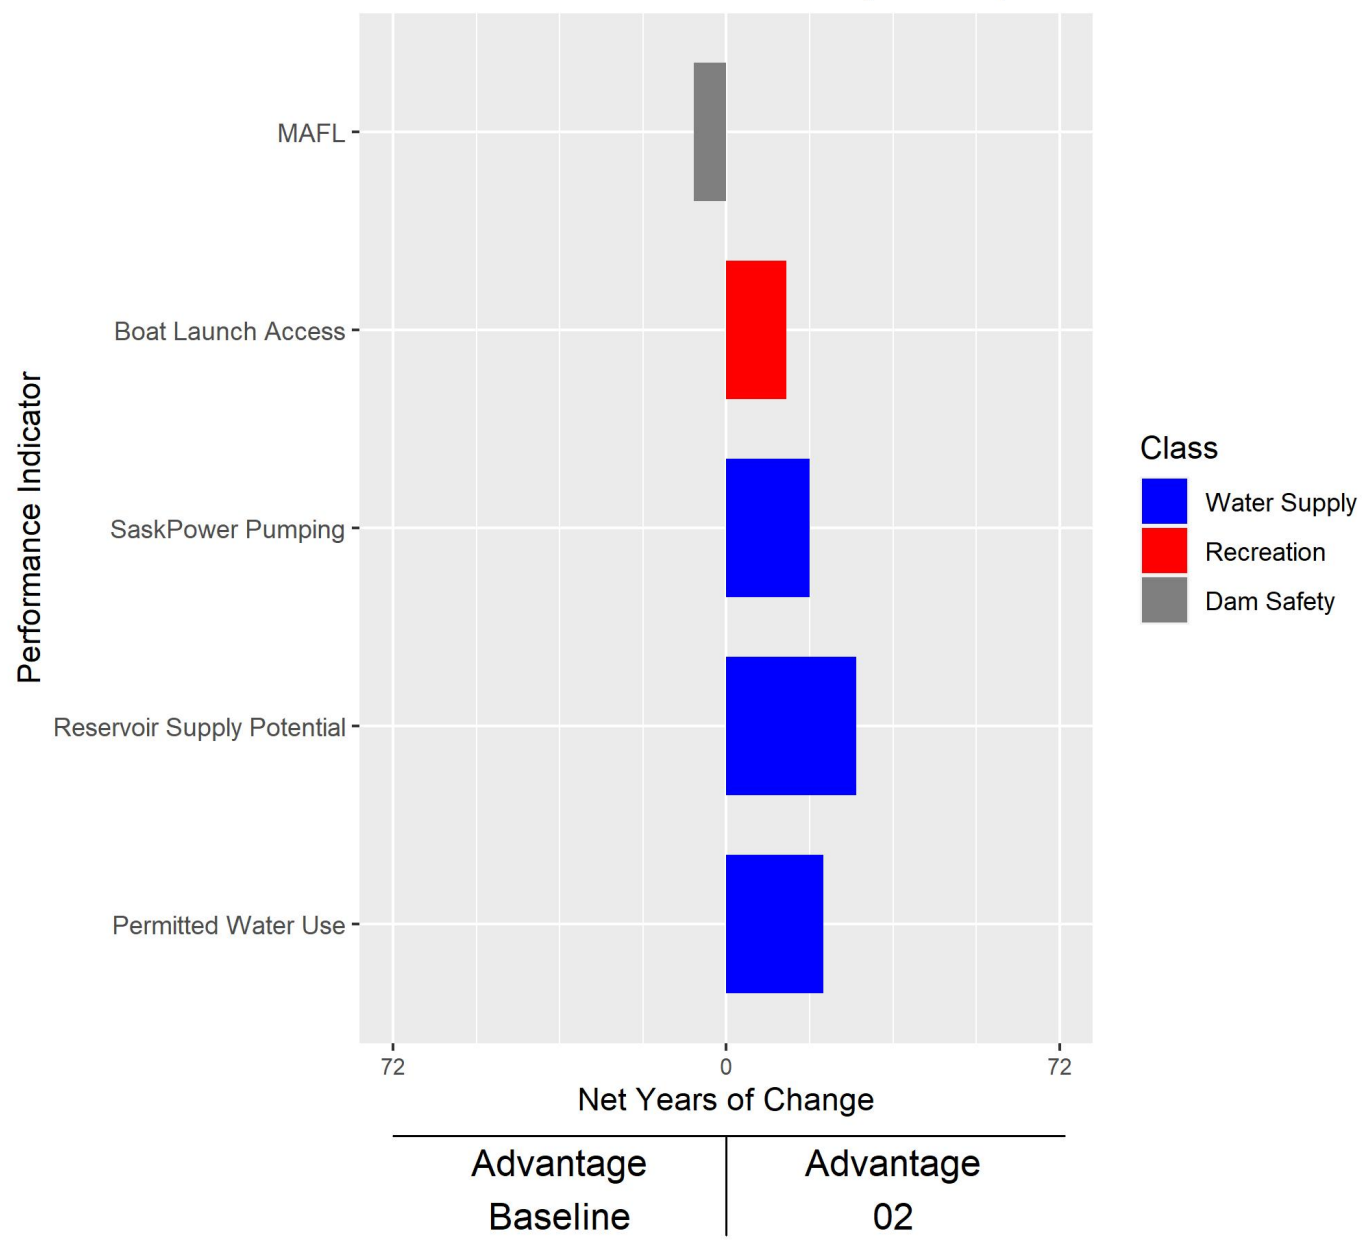 MAFL
Boat Launch Access
SaskPower Pumping
Reservoir Supply Potential
Permitted Water Use
Performance Indicator
72
0
72
Net Years of Change
Advantage
Baseline
Advantage
02
Class
Water Supply
Recreation
Dam Safety